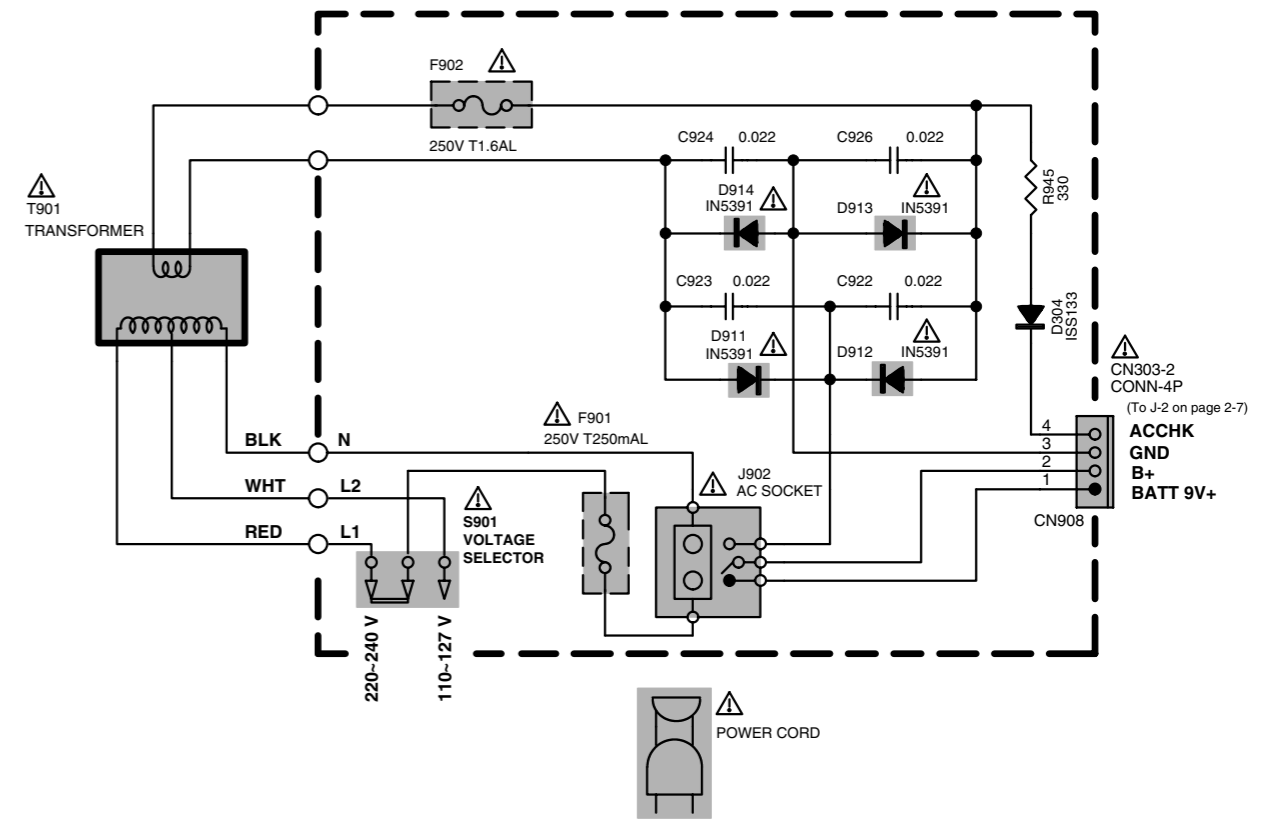 F902
250V T1.6AL
T901
TRANSFORMER
C924 0.022
C926 0.022
D914
IN5391
D913 IN5391
R945
330
C923 0.022
C922 0.022
D911
IN5391
D912 IN5391
D304
ISS133
CN303-2
CONN-4P
(To J-2 on page 2-7)
4 ACCHK
3 GND
2 B+
1 BATT 9V+
CN908
F901
250V T250mAL
BLK N
WHT L2
RED L1
S901
VOLTAGE
SELECTOR
J902
AC SOCKET
220~240 V
110~127 V
POWER CORD